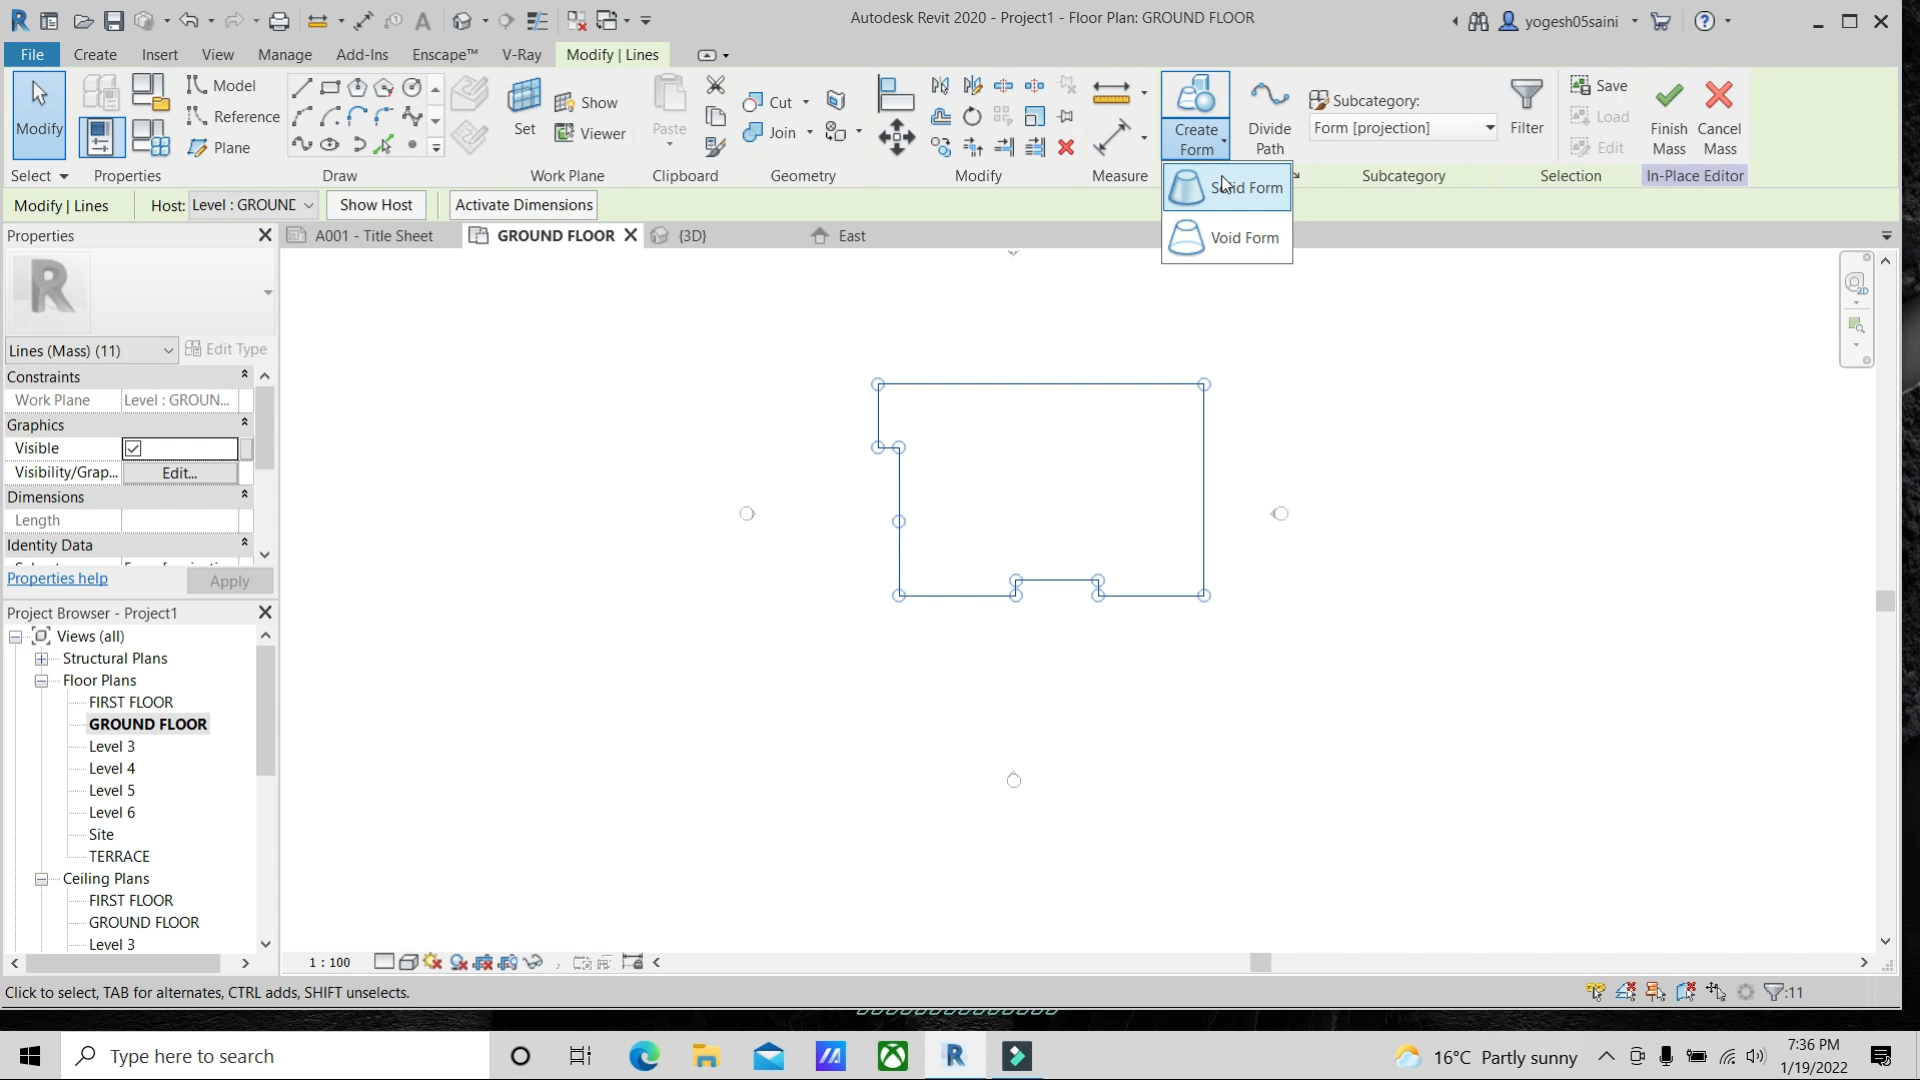 Autodesk Revit 2020 - Project1 - Floor Plan: GROUND FLOOR
yogesh05saini
File Create Insert View Manage Add-Ins Enscape™ V-Ray Modify | Lines
Modify
Model
Reference
Plane
Set
Show
Viewer
Paste
Cut
Join
Create Form
Divide Path
Subcategory:
Form [projection]
Filter
Save
Load
Edit
Finish Mass
Cancel Mass
Select Properties Draw Work Plane Clipboard Geometry Modify Measure Subcategory Selection In-Place Editor
Solid Form
Void Form
Modify | Lines Host: Level : GROUND Show Host Activate Dimensions
Properties
A001 - Title Sheet GROUND FLOOR {3D} East
Lines (Mass) (11) Edit Type
Constraints
Work Plane Level : GROUN...
Graphics
Visible
Visibility/Grap... Edit...
Dimensions
Length
Identity Data
Properties help Apply
Project Browser - Project1
Views (all)
Structural Plans
Floor Plans
FIRST FLOOR
GROUND FLOOR
Level 3
Level 4
Level 5
Level 6
Site
TERRACE
Ceiling Plans
FIRST FLOOR
GROUND FLOOR
Level 3
1 : 100
Click to select, TAB for alternates, CTRL adds, SHIFT unselects.
:11
Type here to search
16°C Partly sunny
7:36 PM
1/19/2022